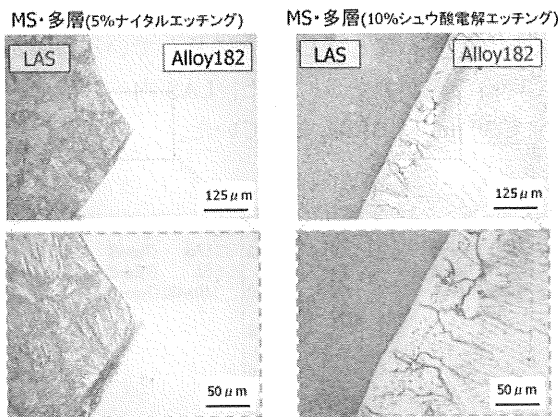 MS・多層(5%ナイタルエッチング)
MS・多層(10%シュウ酸電解エッチング)
LAS
Alloy182
LAS
Alloy182
125μm
125μm
50μm
50μm